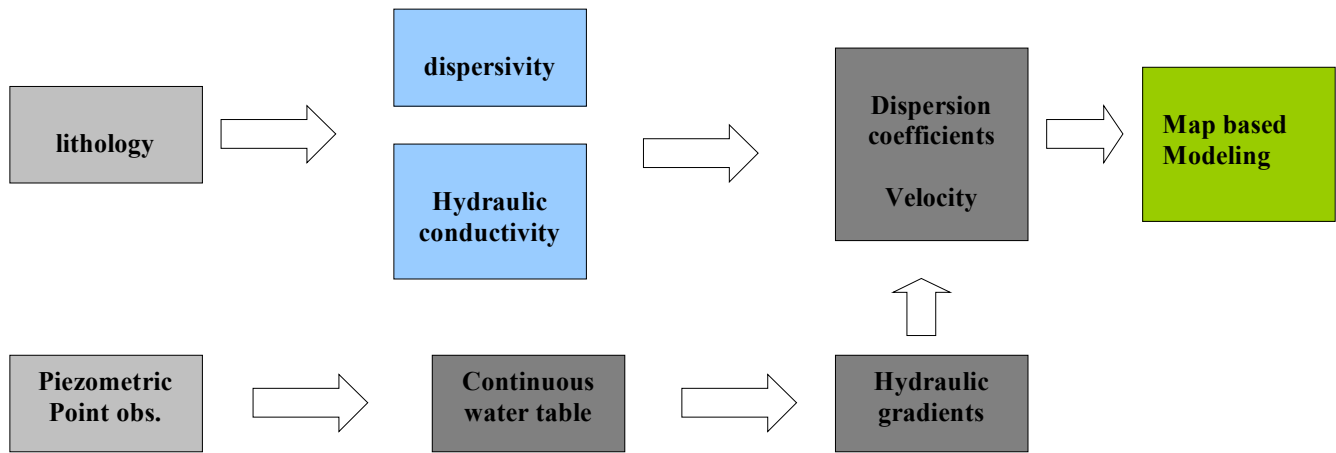 lithology
dispersivity
Hydraulic
conductivity
Dispersion
coefficients
Velocity
Map based
Modeling
Piezometric
Point obs.
Continuous
water table
Hydraulic
gradients